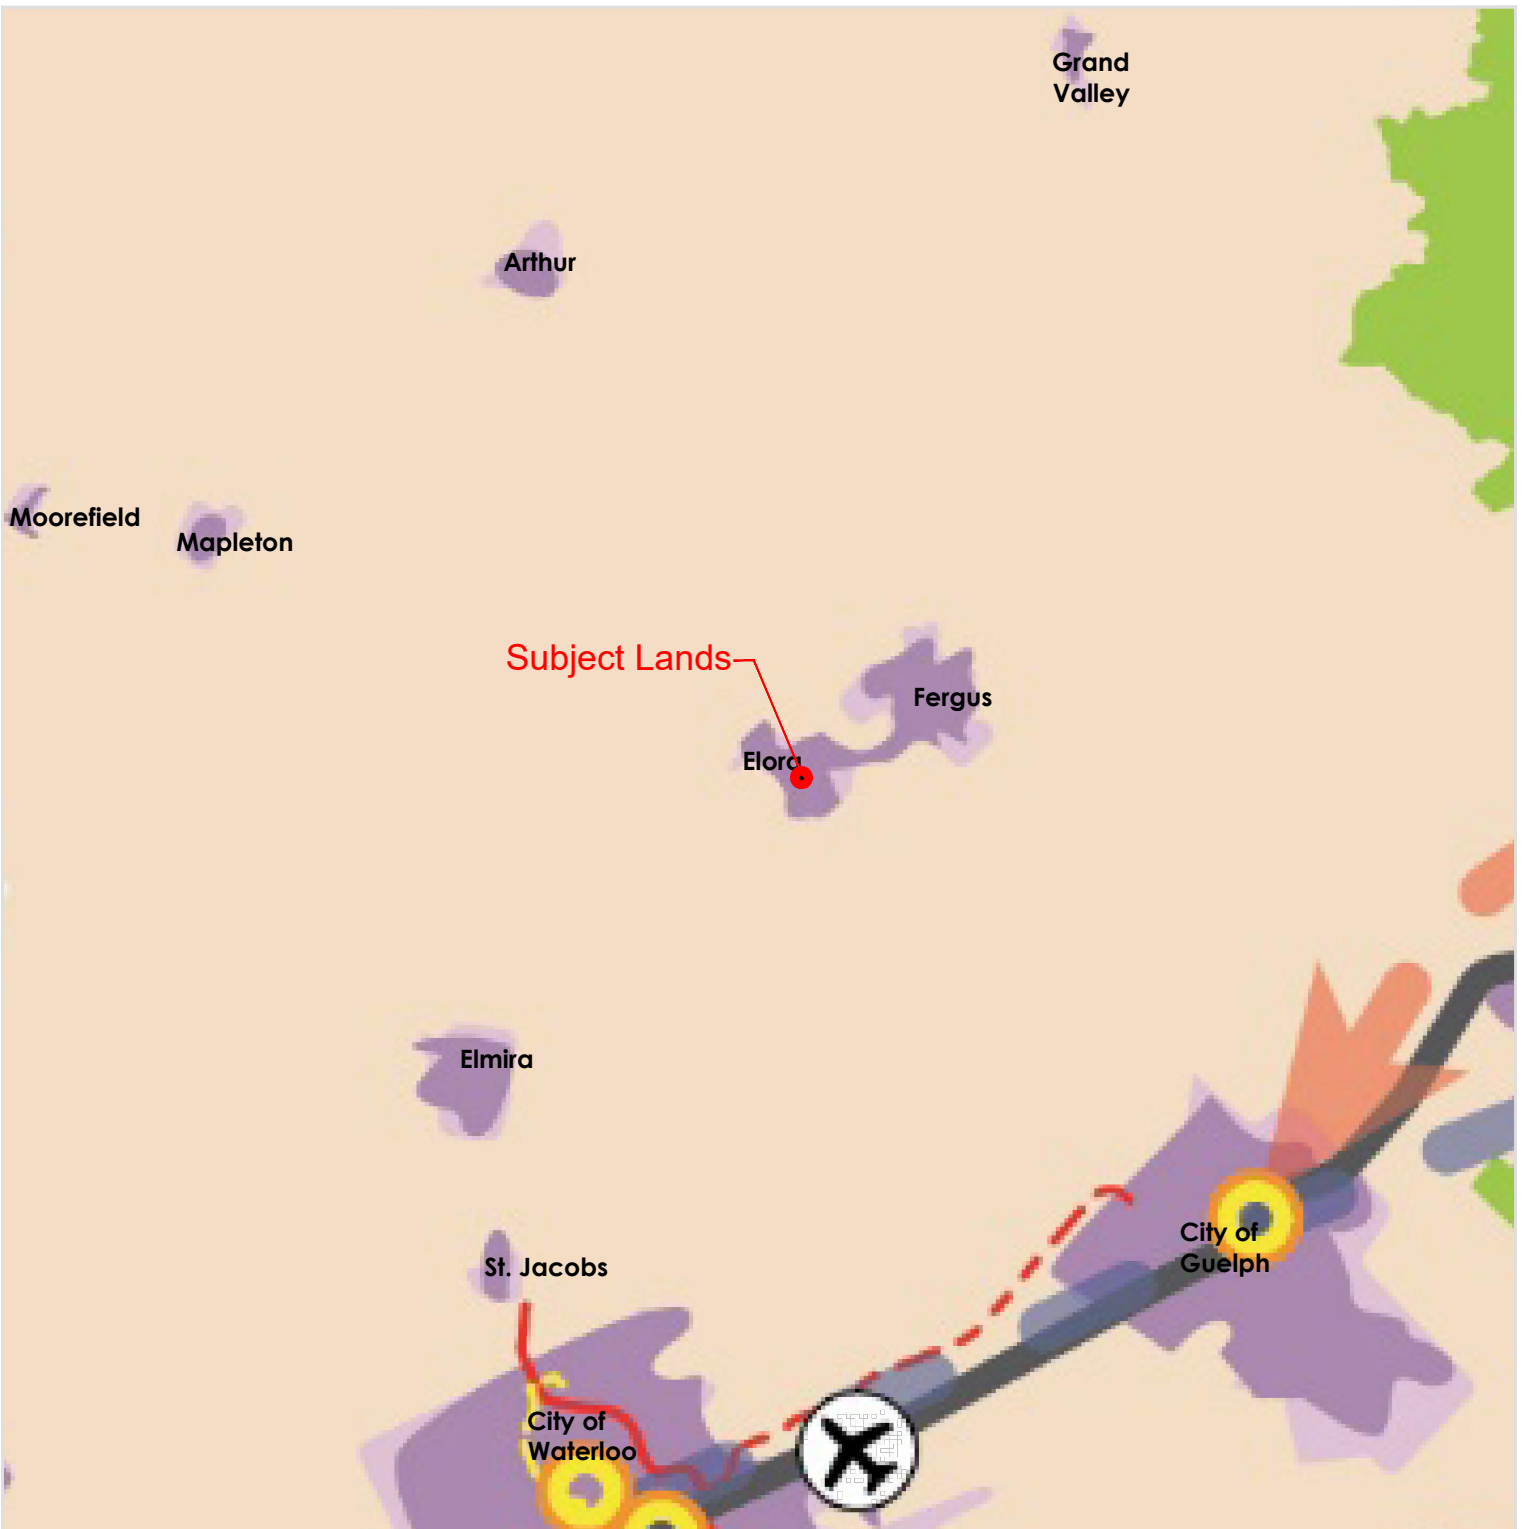 Grand
Valley
Arthur
Moorefield
Mapleton
Subject Lands
Fergus
Elora
Elmira
City of
Guelph
St. Jacobs
City of
Waterloo